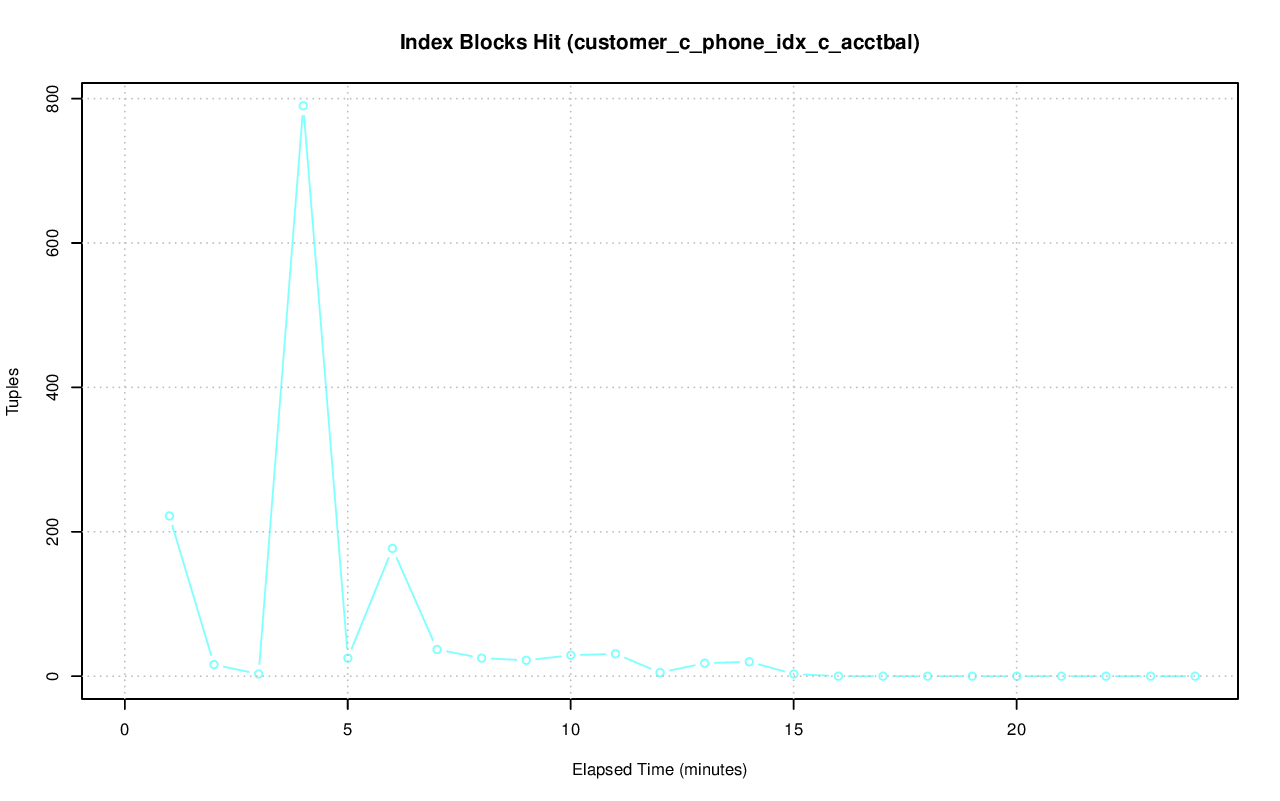 Index Blocks Hit (customer_c_phone_idx_c_acctbal)
800
600
400
200
0
Tuples
0 5 10 15 20
Elapsed Time (minutes)